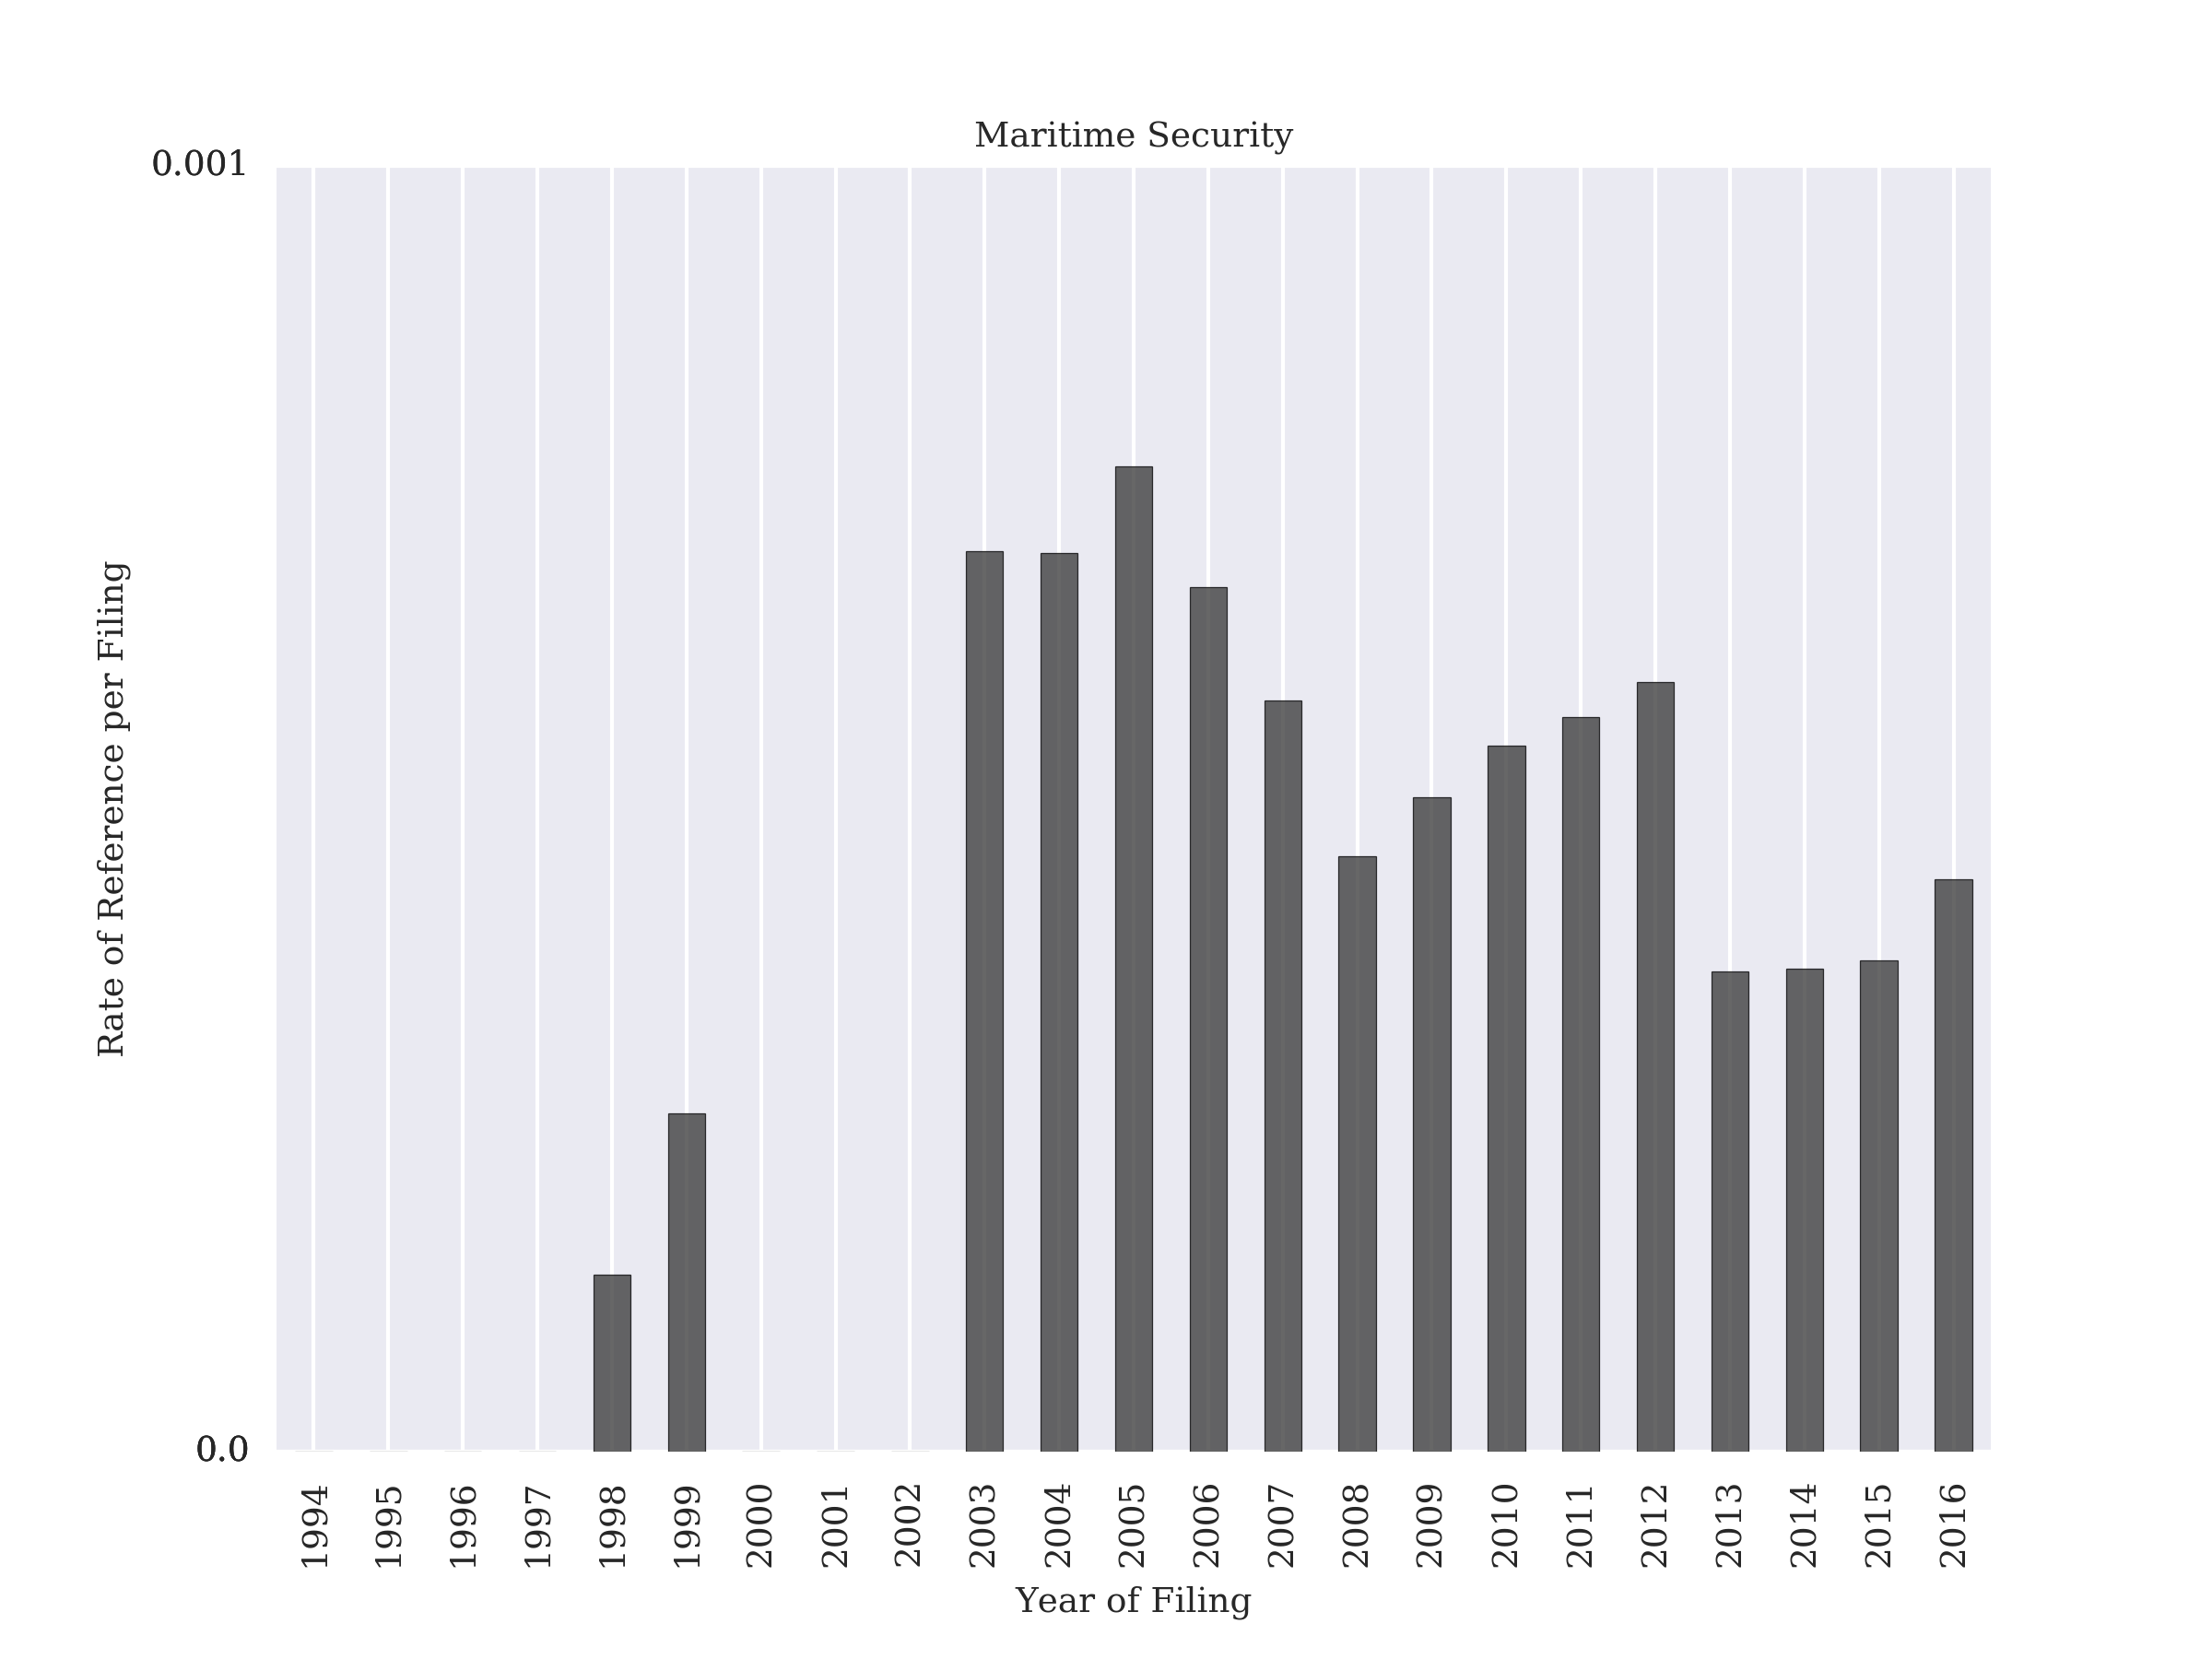 Maritime Security
0.001
Rate of Reference per Filing
0.0
1994 1995 1996 1997 1998 1999 2000 2001 2002 2003 2004 2005 2006 2007 2008 2009 2010 2011 2012 2013 2014 2015 2016
Year of Filing